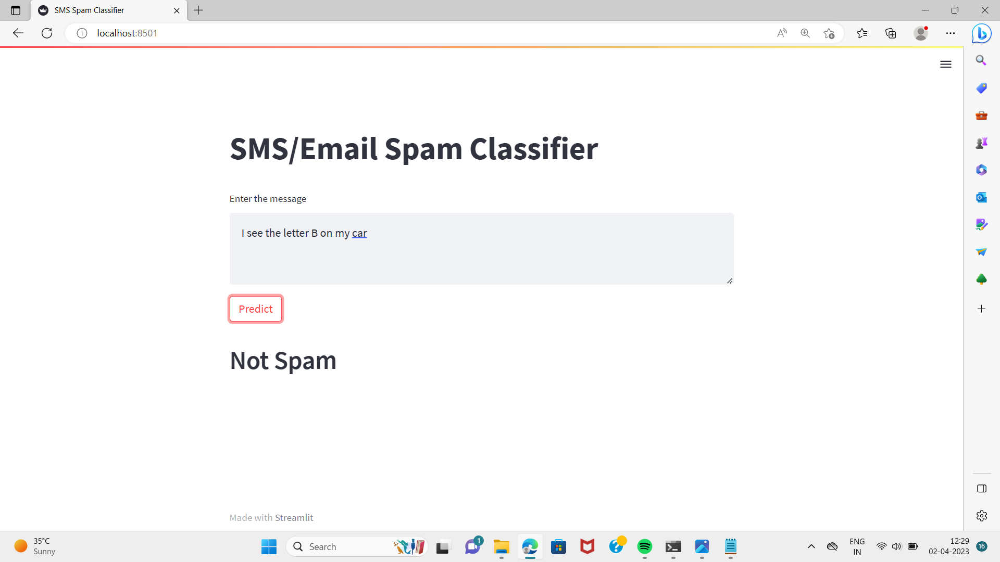 SMS Spam Classifier
localhost:8501
SMS/Email Spam Classifier
Enter the message
I see the letter B on my car
Predict
Not Spam
Made with Streamlit
35°C
Sunny
Search
1
ENG
IN
12:29
02-04-2023
16